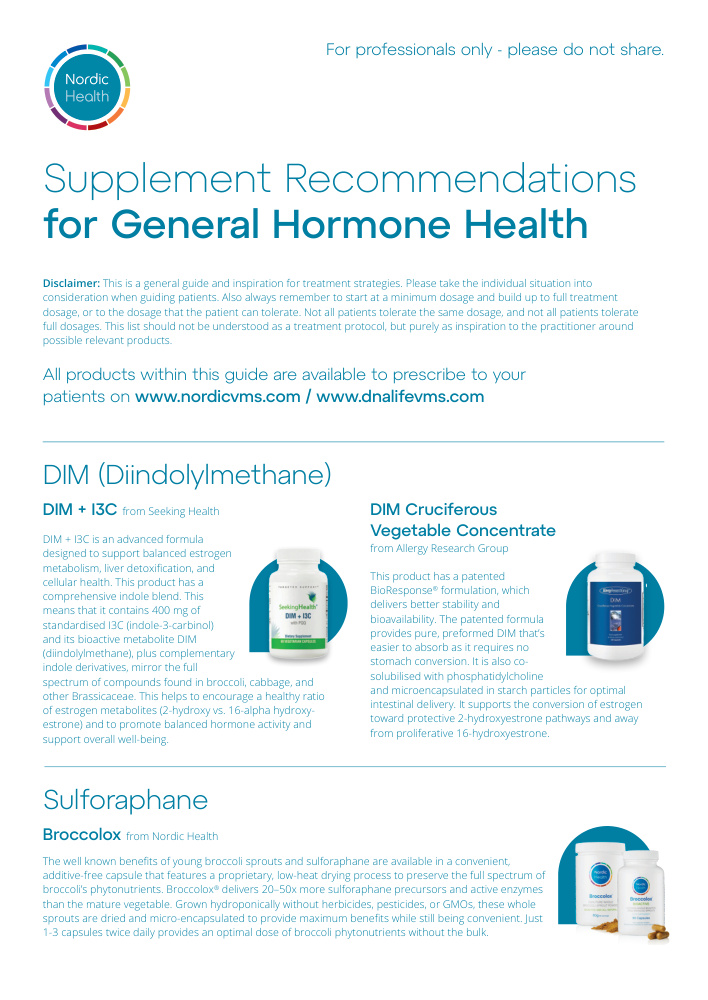 For professionals only - please do not share.
Nordic
Health
Supplement Recommendations
for General Hormone Health
Disclaimer: This is a general guide and inspiration for treatment strategies. Please take the individual situation into
consideration when guiding patients. Also always remember to start at a minimum dosage and build up to full treatment
dosage, or to the dosage that the patient can tolerate. Not all patients tolerate the same dosage, and not all patients tolerate
full dosages. This list should not be understood as a treatment protocol, but purely as inspiration to the practitioner around
possible relevant products.
All products within this guide are available to prescribe to your
patients on www.nordicvms.com / www.dnalifevms.com
DIM (Diindolylmethane)
DIM + I3C from Seeking Health
DIM + I3C is an advanced formula
designed to support balanced estrogen
metabolism, liver detoxification, and
cellular health. This product has a
comprehensive indole blend. This
means that it contains 400 mg of
standardised I3C (indole-3-carbinol)
and its bioactive metabolite DIM
(diindolylmethane), plus complementary
indole derivatives, mirror the full
spectrum of compounds found in broccoli, cabbage, and
other Brassicaceae. This helps to encourage a healthy ratio
of estrogen metabolites (2-hydroxy vs. 16-alpha hydroxy-
estrone) and to promote balanced hormone activity and
support overall well-being.
SeekingHealth
DIM + I3C
DIM Cruciferous
Vegetable Concentrate
from Allergy Research Group
This product has a patented
BioResponse® formulation, which
delivers better stability and
bioavailability. The patented formula
provides pure, preformed DIM that's
easier to absorb as it requires no
stomach conversion. It is also co-
solubilised with phosphatidylcholine
and microencapsulated in starch particles for optimal
intestinal delivery. It supports the conversion of estrogen
toward protective 2-hydroxyestrone pathways and away
from proliferative 16-hydroxyestrone.
DIM
Sulforaphane
Broccolox from Nordic Health
The well known benefits of young broccoli sprouts and sulforaphane are available in a convenient,
additive-free capsule that features a proprietary, low-heat drying process to preserve the full spectrum of
broccoli's phytonutrients. Broccolox® delivers 20–50x more sulforaphane precursors and active enzymes
than the mature vegetable. Grown hydroponically without herbicides, pesticides, or GMOs, these whole
sprouts are dried and micro-encapsulated to provide maximum benefits while still being convenient. Just
1-3 capsules twice daily provides an optimal dose of broccoli phytonutrients without the bulk.
Nordic
Health
Broccolox
Broccolox